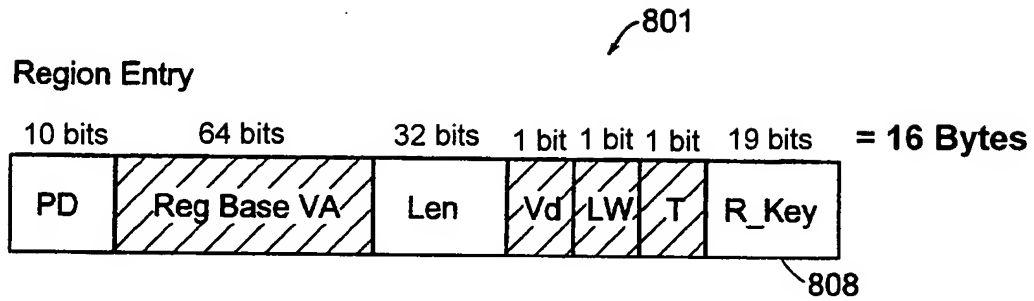 801
Region Entry
10 bits 64 bits 32 bits 1 bit 1 bit 1 bit 19 bits = 16 Bytes
PD Reg Base VA Len Vd LW T R_Key
808